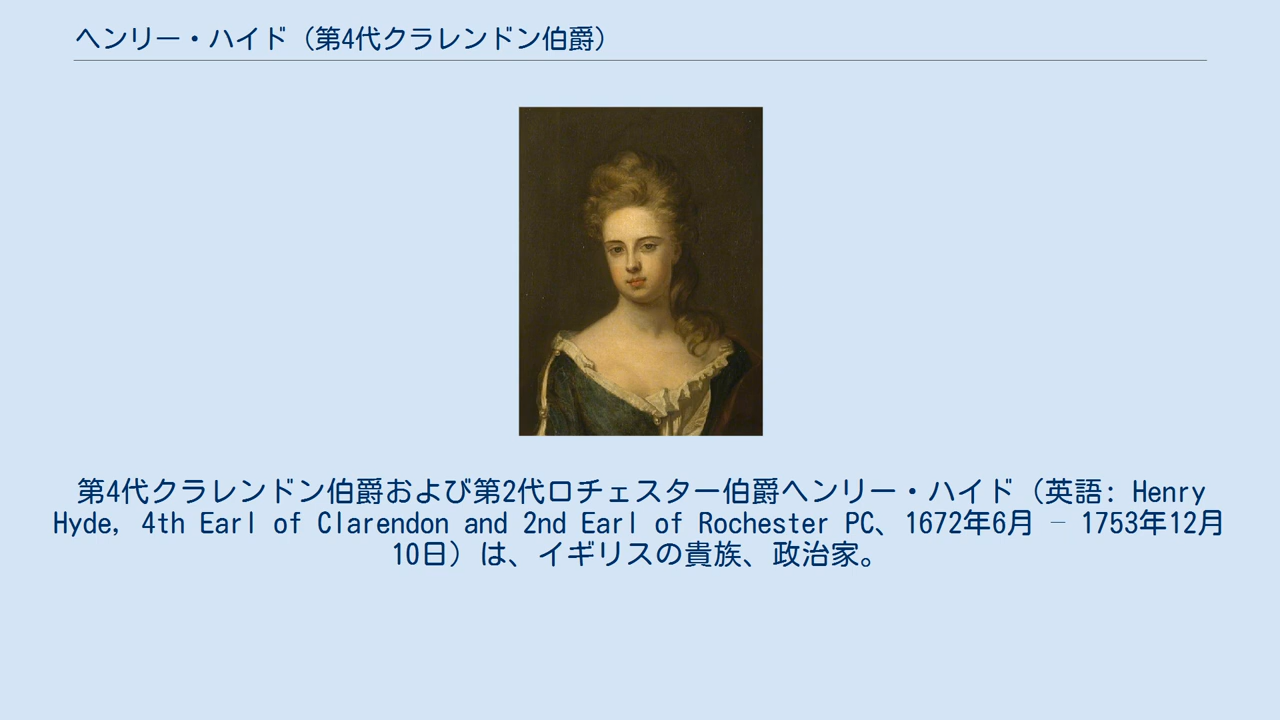 ヘンリー・ハイド（第4代クラレンドン伯爵）
第4代クラレンドン伯爵および第2代ロチェスター伯爵ヘンリー・ハイド（英語: Henry
Hyde, 4th Earl of Clarendon and 2nd Earl of Rochester PC、1672年6月 – 1753年12月
10日）は、イギリスの貴族、政治家。